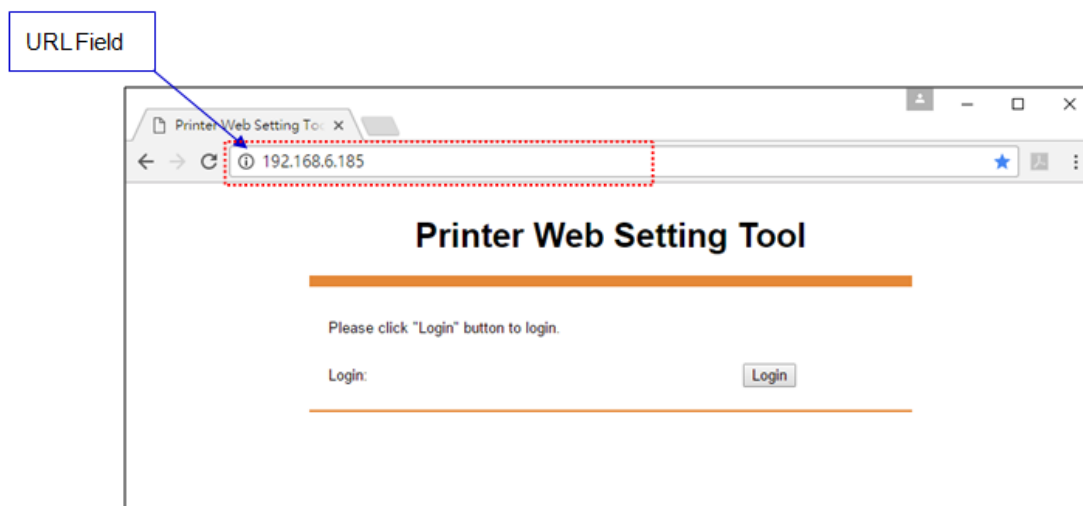 URL Field
Printer Web Setting Too
192.168.6.185
Printer Web Setting Tool
Please click "Login" button to login.
Login:
Login